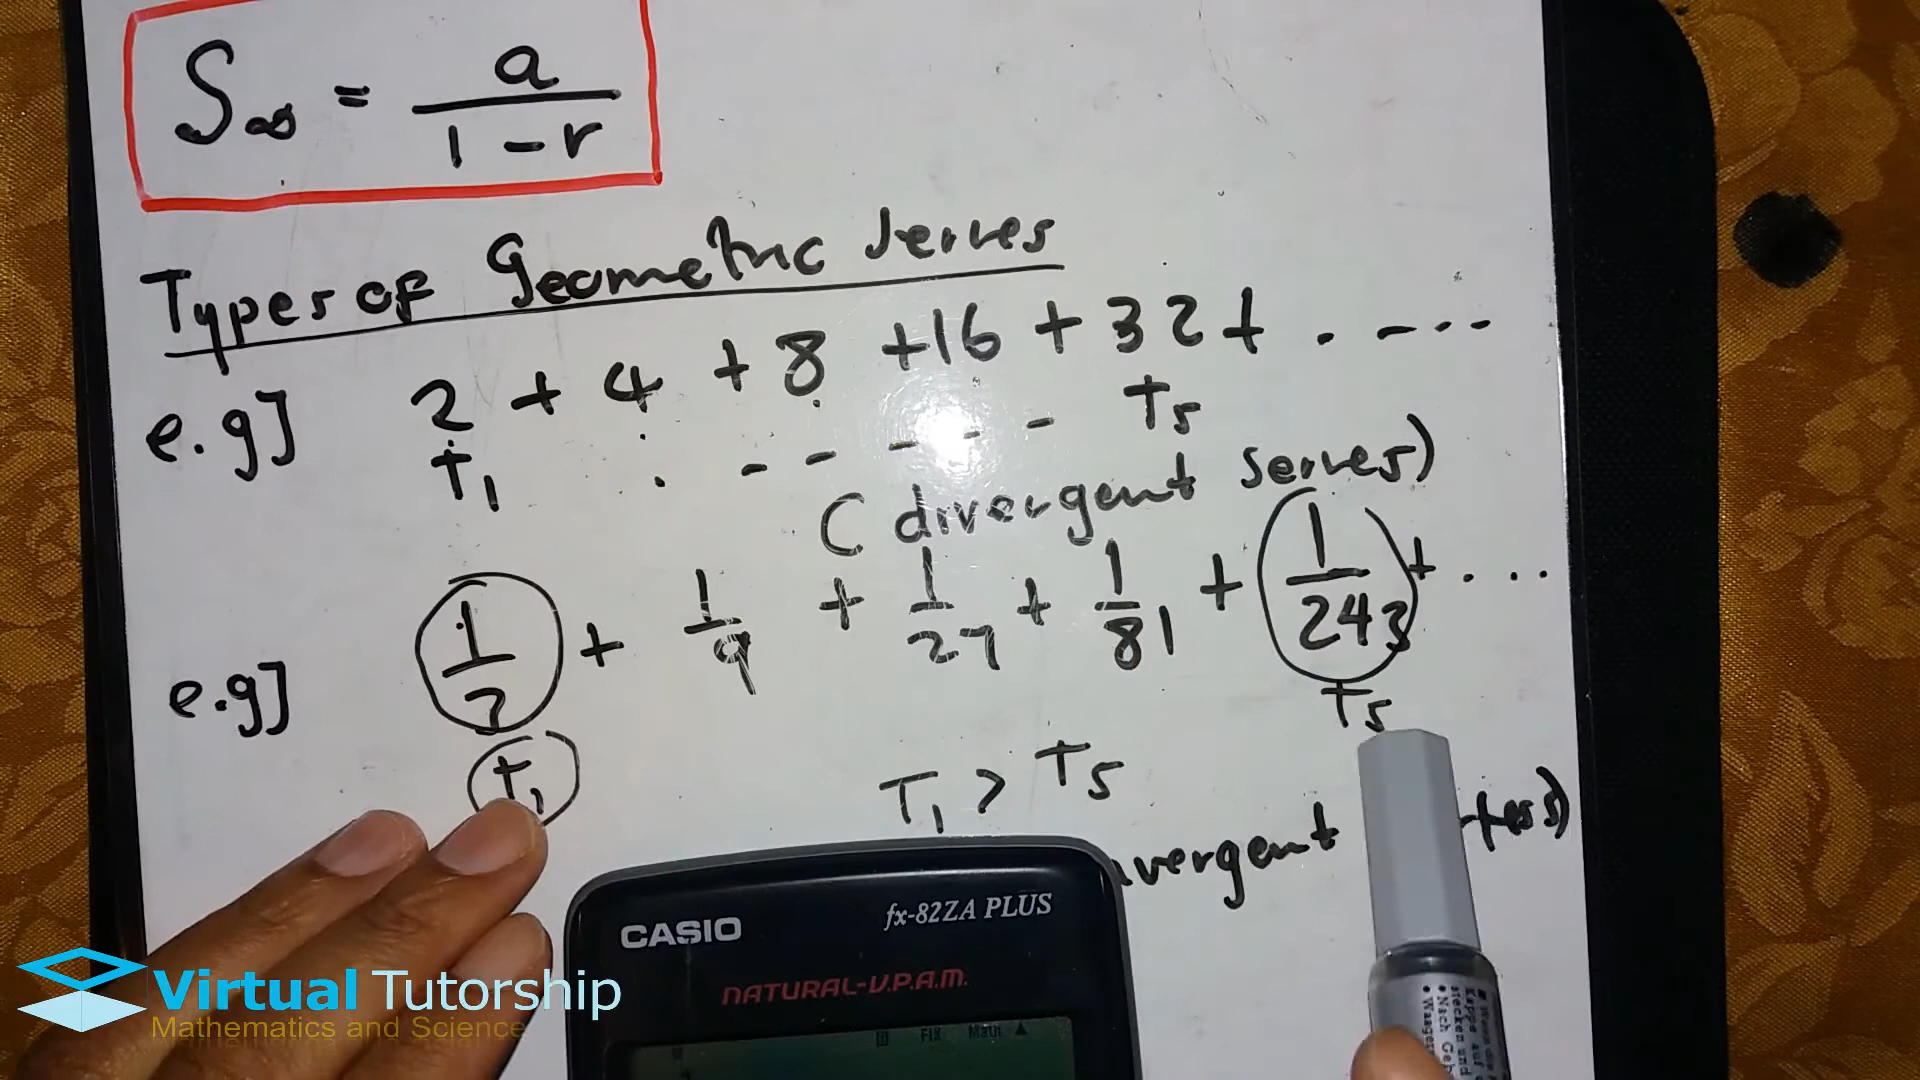 S∞ = a / 1 - r
Types of Geometric Series
e.g] 2 + 4 + 8 + 16 + 32 + . - . .
T1 : - - - - - T5
( divergent series)
e.g] 1/3 + 1/9 + 1/27 + 1/81 + 1/243 + . . . .
T1 T5
T1 > T5
vergent
CASIO fx-82ZA PLUS
NATURAL-V.P.A.M.
FIX Math ▲
Virtual Tutorship
Mathematics and Science